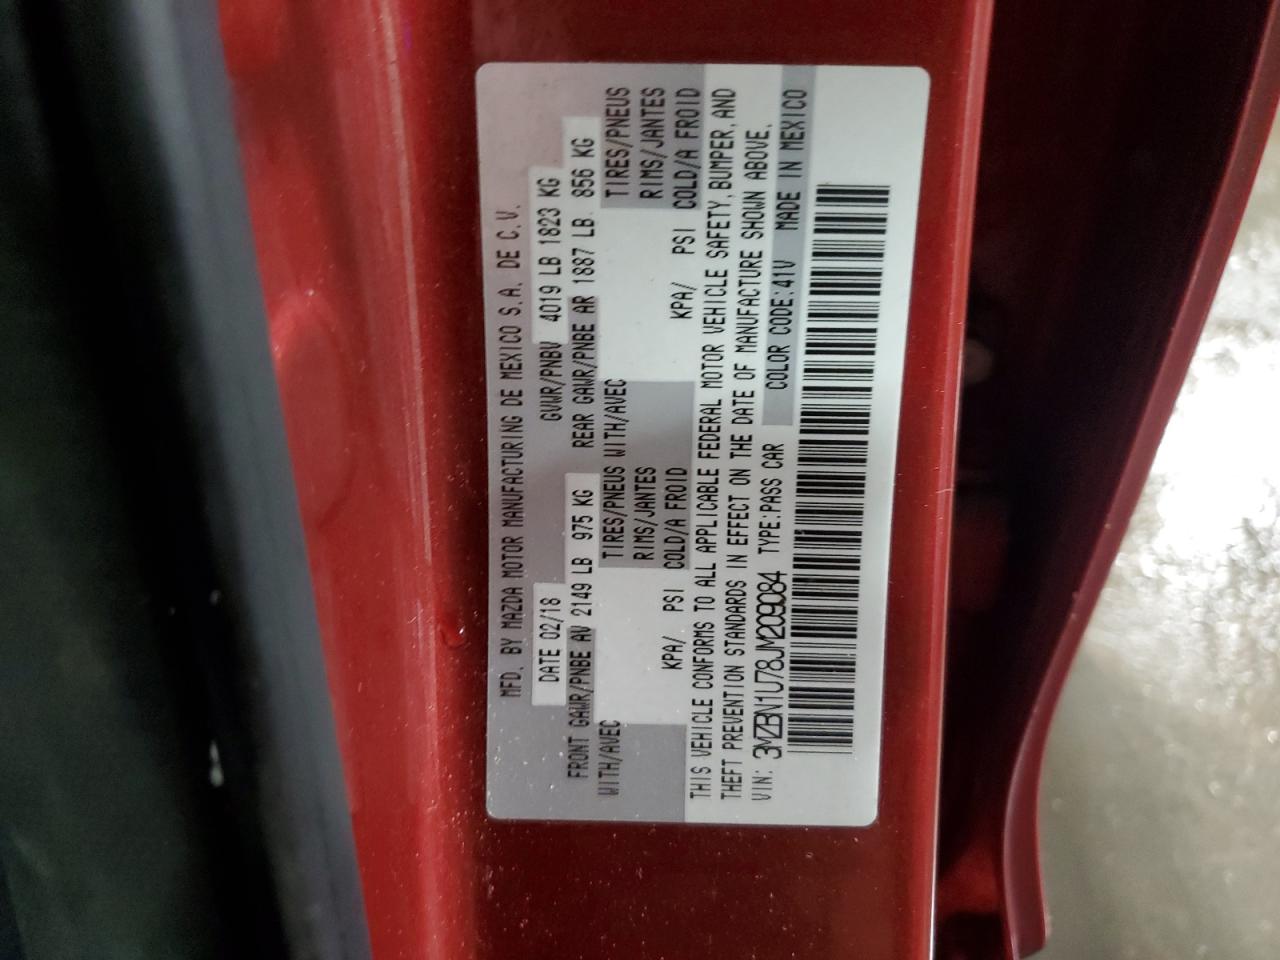 MFD. BY MAZDA MOTOR MANUFACTURING DE MEXICO S.A. DE C.V.
DATE 02/18 GVWR/PNBV 4019 LB 1823 KG
FRONT GAWR/PNBE AV 2149 LB 975 KG REAR GAWR/PNBE AR 1887 LB. 856 KG
WITH/AVEC TIRES/PNEUS WITH/AVEC TIRES/PNEUS
RIMS/JANTES RIMS/JANTES
KPA/ PSI COLD/A FROID KPA/ PSI COLD/A FROID
THIS VEHICLE CONFORMS TO ALL APPLICABLE FEDERAL MOTOR VEHICLE SAFETY, BUMPER, AND
THEFT PREVENTION STANDARDS IN EFFECT ON THE DATE OF MANUFACTURE SHOWN ABOVE.
VIN: 3MZBN1U78JM209084 TYPE:PASS CAR COLOR CODE:41V MADE IN MEXICO